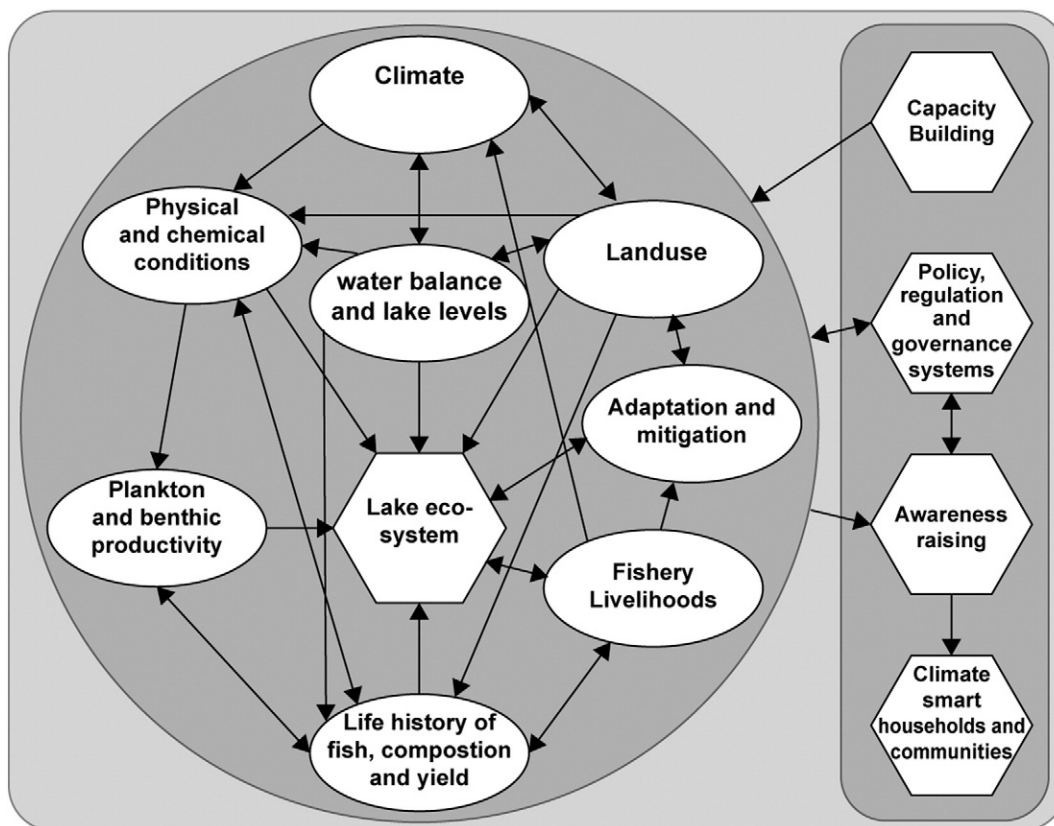 Climate
Capacity
Building
Physical
and chemical
conditions
Landuse
water balance
and lake levels
Policy,
regulation
and
governance
systems
Adaptation and
mitigation
Plankton
and benthic
productivity
Lake eco-
system
Awareness
raising
Fishery
Livelihoods
Climate
smart
households and
communities
Life history of
fish, compostion
and yield